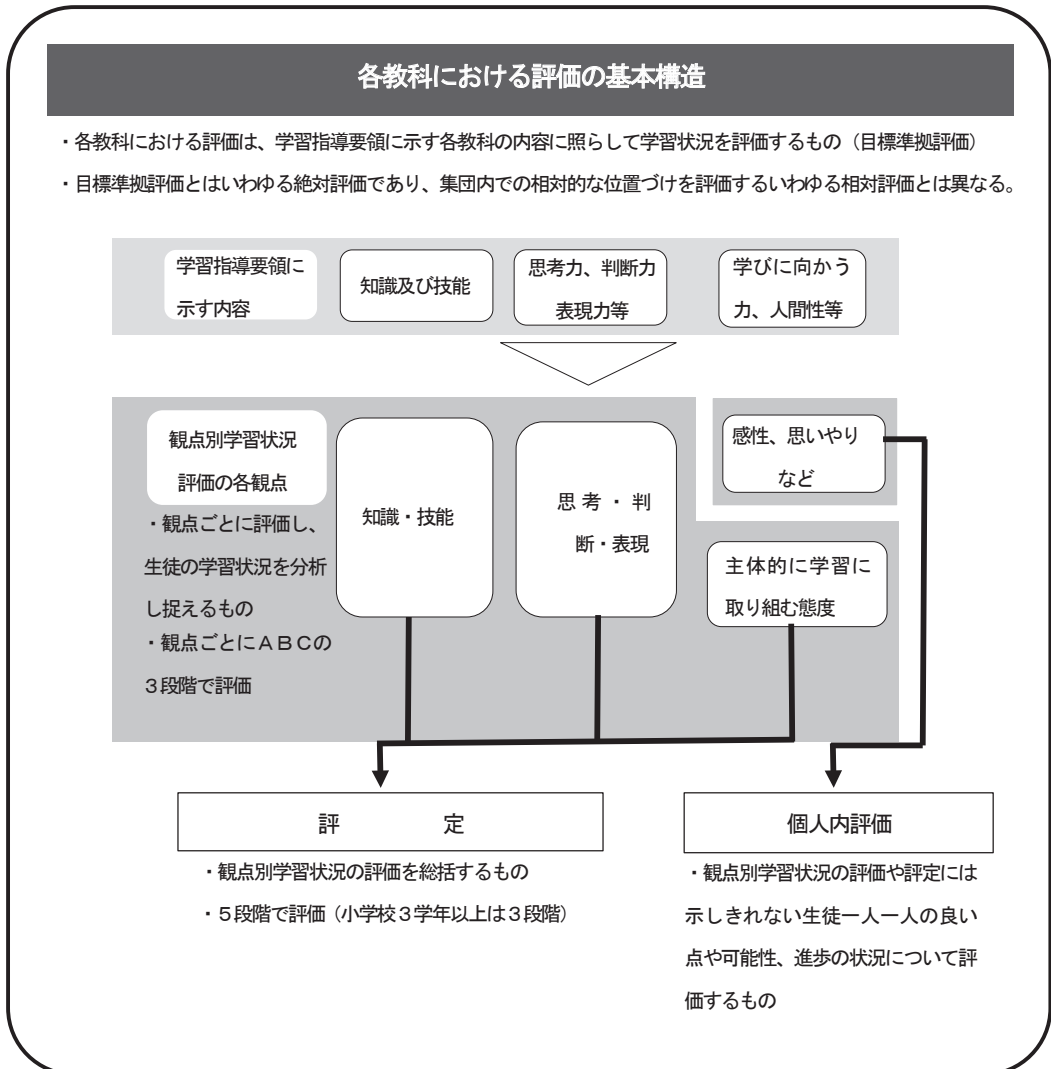 各教科における評価の基本構造
・各教科における評価は、学習指導要領に示す各教科の内容に照らして学習状況を評価するもの（目標準拠評価）
・目標準拠評価とはいわゆる絶対評価であり、集団内での相対的な位置づけを評価するいわゆる相対評価とは異なる。
学習指導要領に
示す内容
知識及び技能
思考力、判断力
表現力等
学びに向かう
力、人間性等
観点別学習状況
評価の各観点
・観点ごとに評価し、
生徒の学習状況を分析
し捉えるもの
・観点ごとにＡＢＣの
３段階で評価
知識・技能
思考・判
断・表現
感性、思いやり
など
主体的に学習に
取り組む態度
評定
・観点別学習状況の評価を総括するもの
・５段階で評価（小学校３学年以上は３段階）
個人内評価
・観点別学習状況の評価や評定には
示しきれない生徒一人一人の良い
点や可能性、進歩の状況について評
価するもの